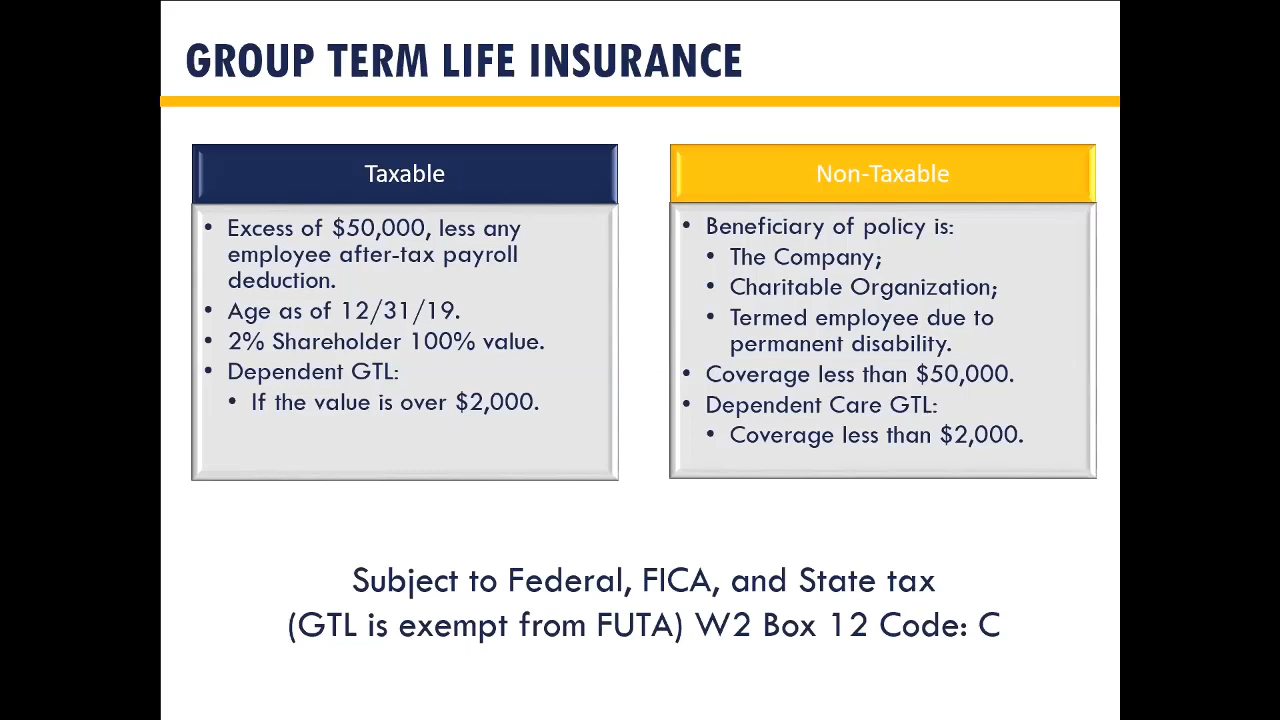 GROUP TERM LIFE INSURANCE
Taxable
• Excess of $50,000, less any
employee after-tax payroll
deduction.
• Age as of 12/31/19.
• 2% Shareholder 100% value.
• Dependent GTL:
• If the value is over $2,000.
Non-Taxable
• Beneficiary of policy is:
• The Company;
• Charitable Organization;
• Termed employee due to
permanent disability.
• Coverage less than $50,000.
• Dependent Care GTL:
• Coverage less than $2,000.
Subject to Federal, FICA, and State tax
(GTL is exempt from FUTA) W2 Box 12 Code: C